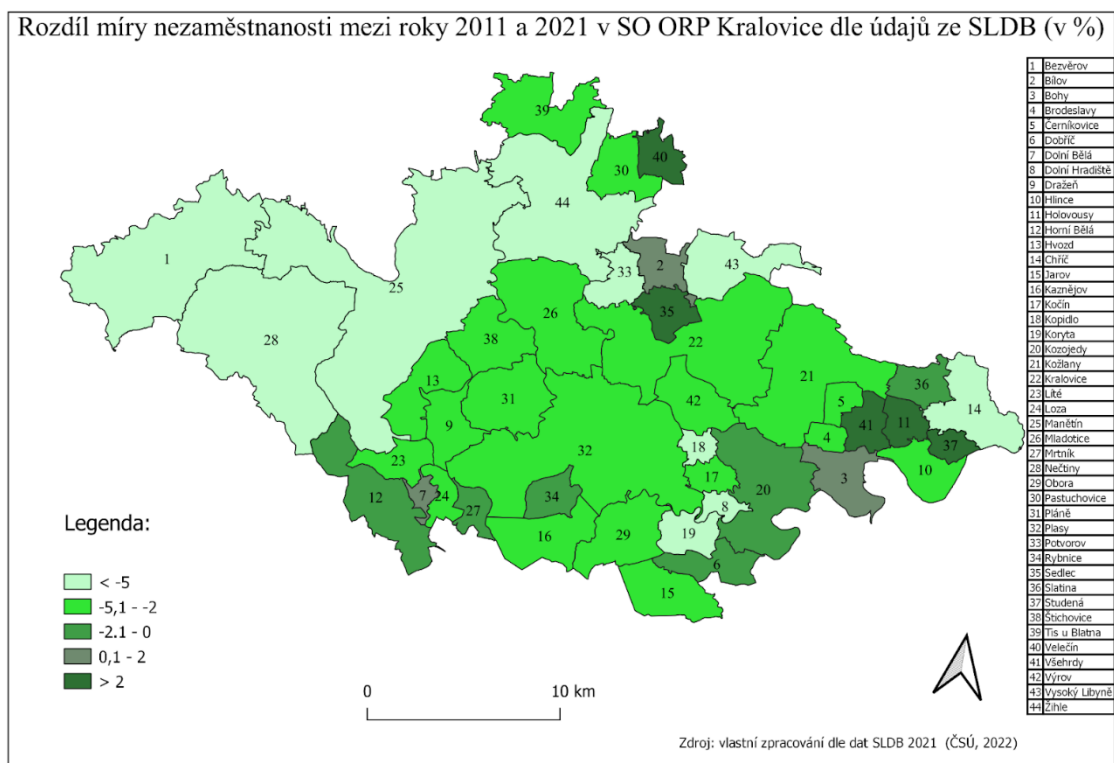 Rozdíl míry nezaměstnanosti mezi roky 2011 a 2021 v SO ORP Kralovice dle údajů ze SLDB (v %)
39
40
30
44
1
2
43
33
25
35
26
28
22
38
21
13
36
5
31
42
14
9
41
11
4
18
37
32
23
10
17
3
7
24
20
12
34
27
8
19
16
29
6
15
Legenda:
< -5
-5,1 - -2
-2.1 - 0
0,1 - 2
> 2
0 10 km
Zdroj: vlastní zpracování dle dat SLDB 2021 (ČSÚ, 2022)
1 Bezvěrov
2 Bílov
3 Bohy
4 Brodeslavy
5 Černíkovice
6 Dobříč
7 Dolní Bělá
8 Dolní Hradiště
9 Dražeň
10 Hlince
11 Holovousy
12 Horní Bělá
13 Hvozd
14 Chříč
15 Jarov
16 Kaznějov
17 Kočín
18 Kopidlo
19 Koryta
20 Kozojedy
21 Kožlany
22 Kralovice
23 Líté
24 Loza
25 Manětín
26 Mladotice
27 Mrtník
28 Nečtiny
29 Obora
30 Pastuchovice
31 Pláně
32 Plasy
33 Potvorov
34 Rybnice
35 Sedlec
36 Slatina
37 Studená
38 Štichovice
39 Tis u Blatna
40 Velečín
41 Všehrdy
42 Výrov
43 Vysoký Libyně
44 Žihle